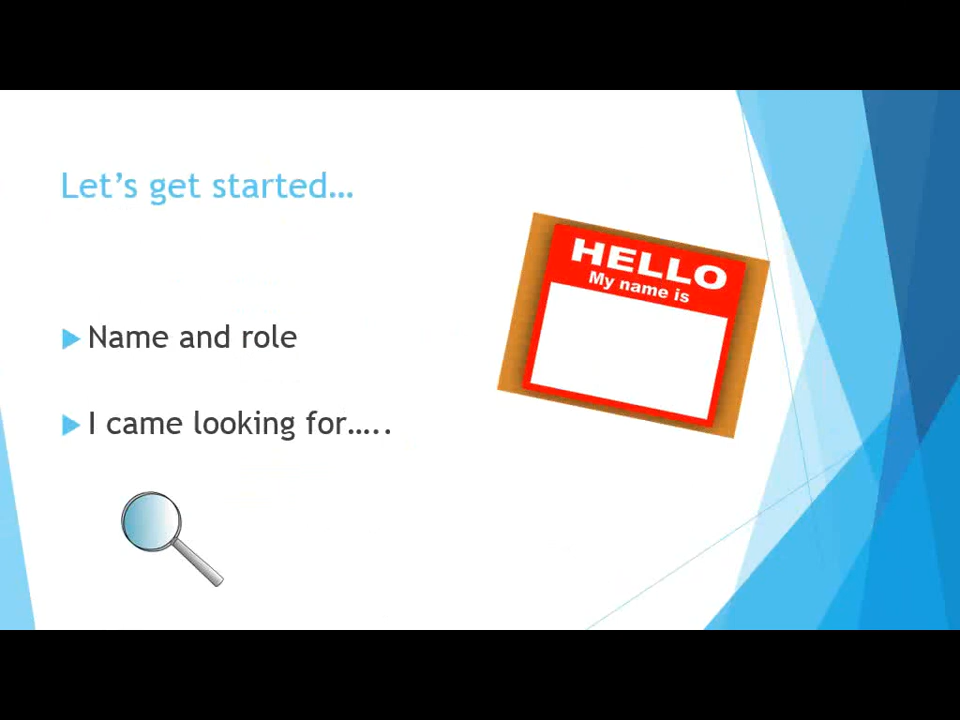 Let’s get started…
HELLO
My name is
Name and role
I came looking for…..